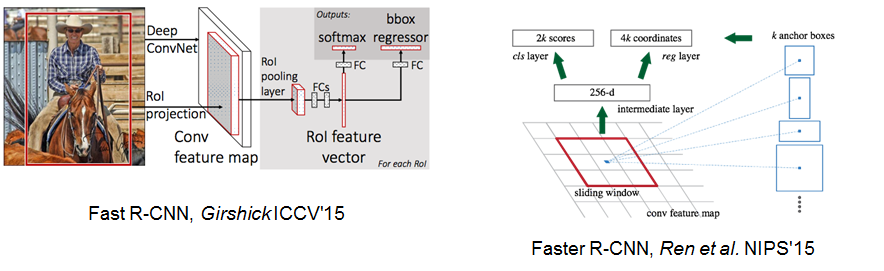 Deep
ConvNet
RoI
projection
Conv
feature map
RoI
pooling
layer
FCs
RoI feature
vector
Outputs:
softmax
bbox
regressor
FC
FC
For each RoI
Fast R-CNN, Girshick ICCV'15
2k scores
4k coordinates
k anchor boxes
cls layer
reg layer
256-d
intermediate layer
sliding window
conv feature map
Faster R-CNN, Ren et al. NIPS'15